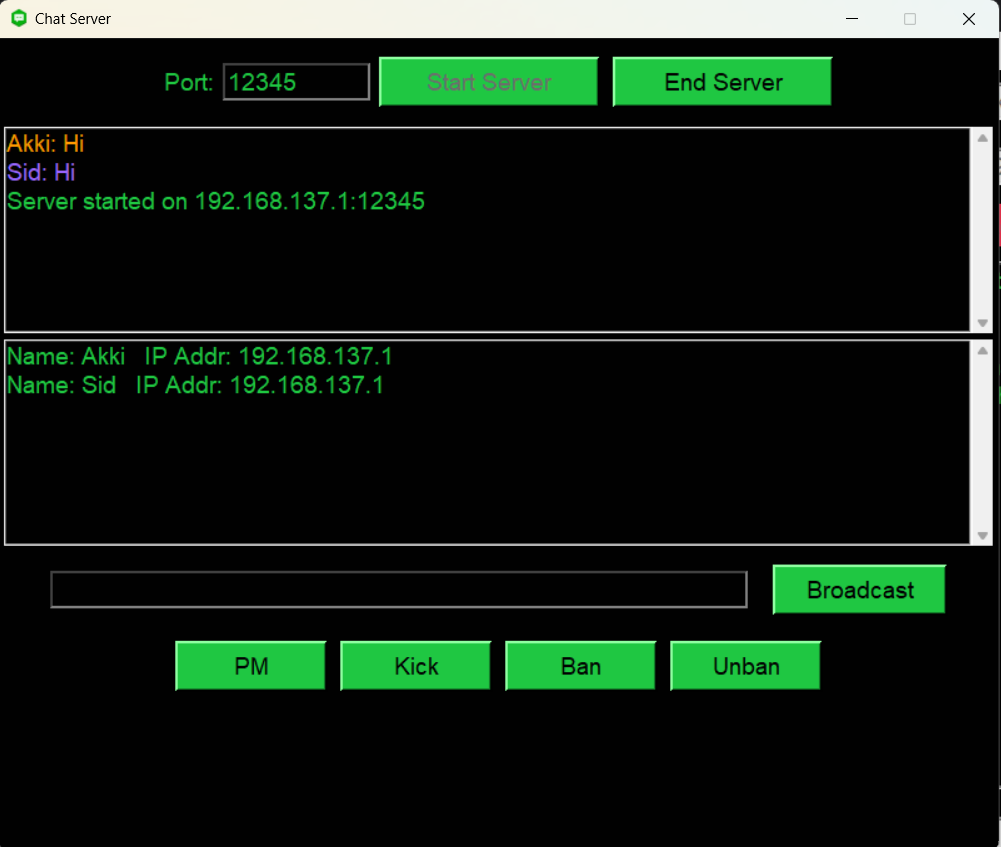 Chat Server
Port: 12345 Start Server End Server
Akki: Hi
Sid: Hi
Server started on 192.168.137.1:12345
Name: Akki IP Addr: 192.168.137.1
Name: Sid IP Addr: 192.168.137.1
Broadcast
PM Kick Ban Unban